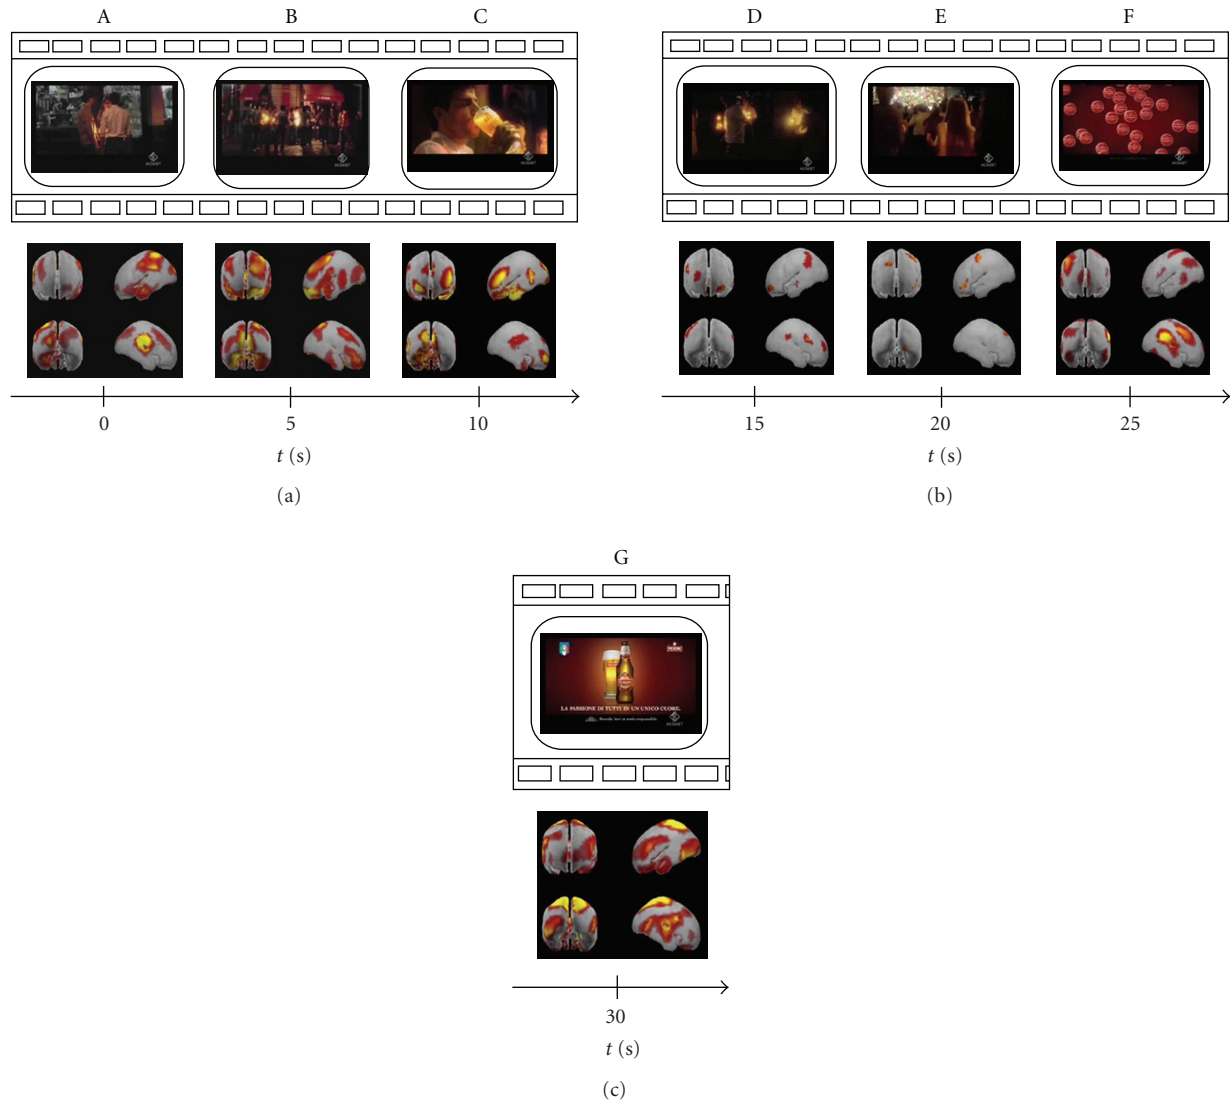 A B C
D E F
0 5 10
t (s)
(a)
15 20 25
t (s)
(b)
G
LA PASSIONE DI TUTTI IN UN UNICO CUORE.
30
t (s)
(c)